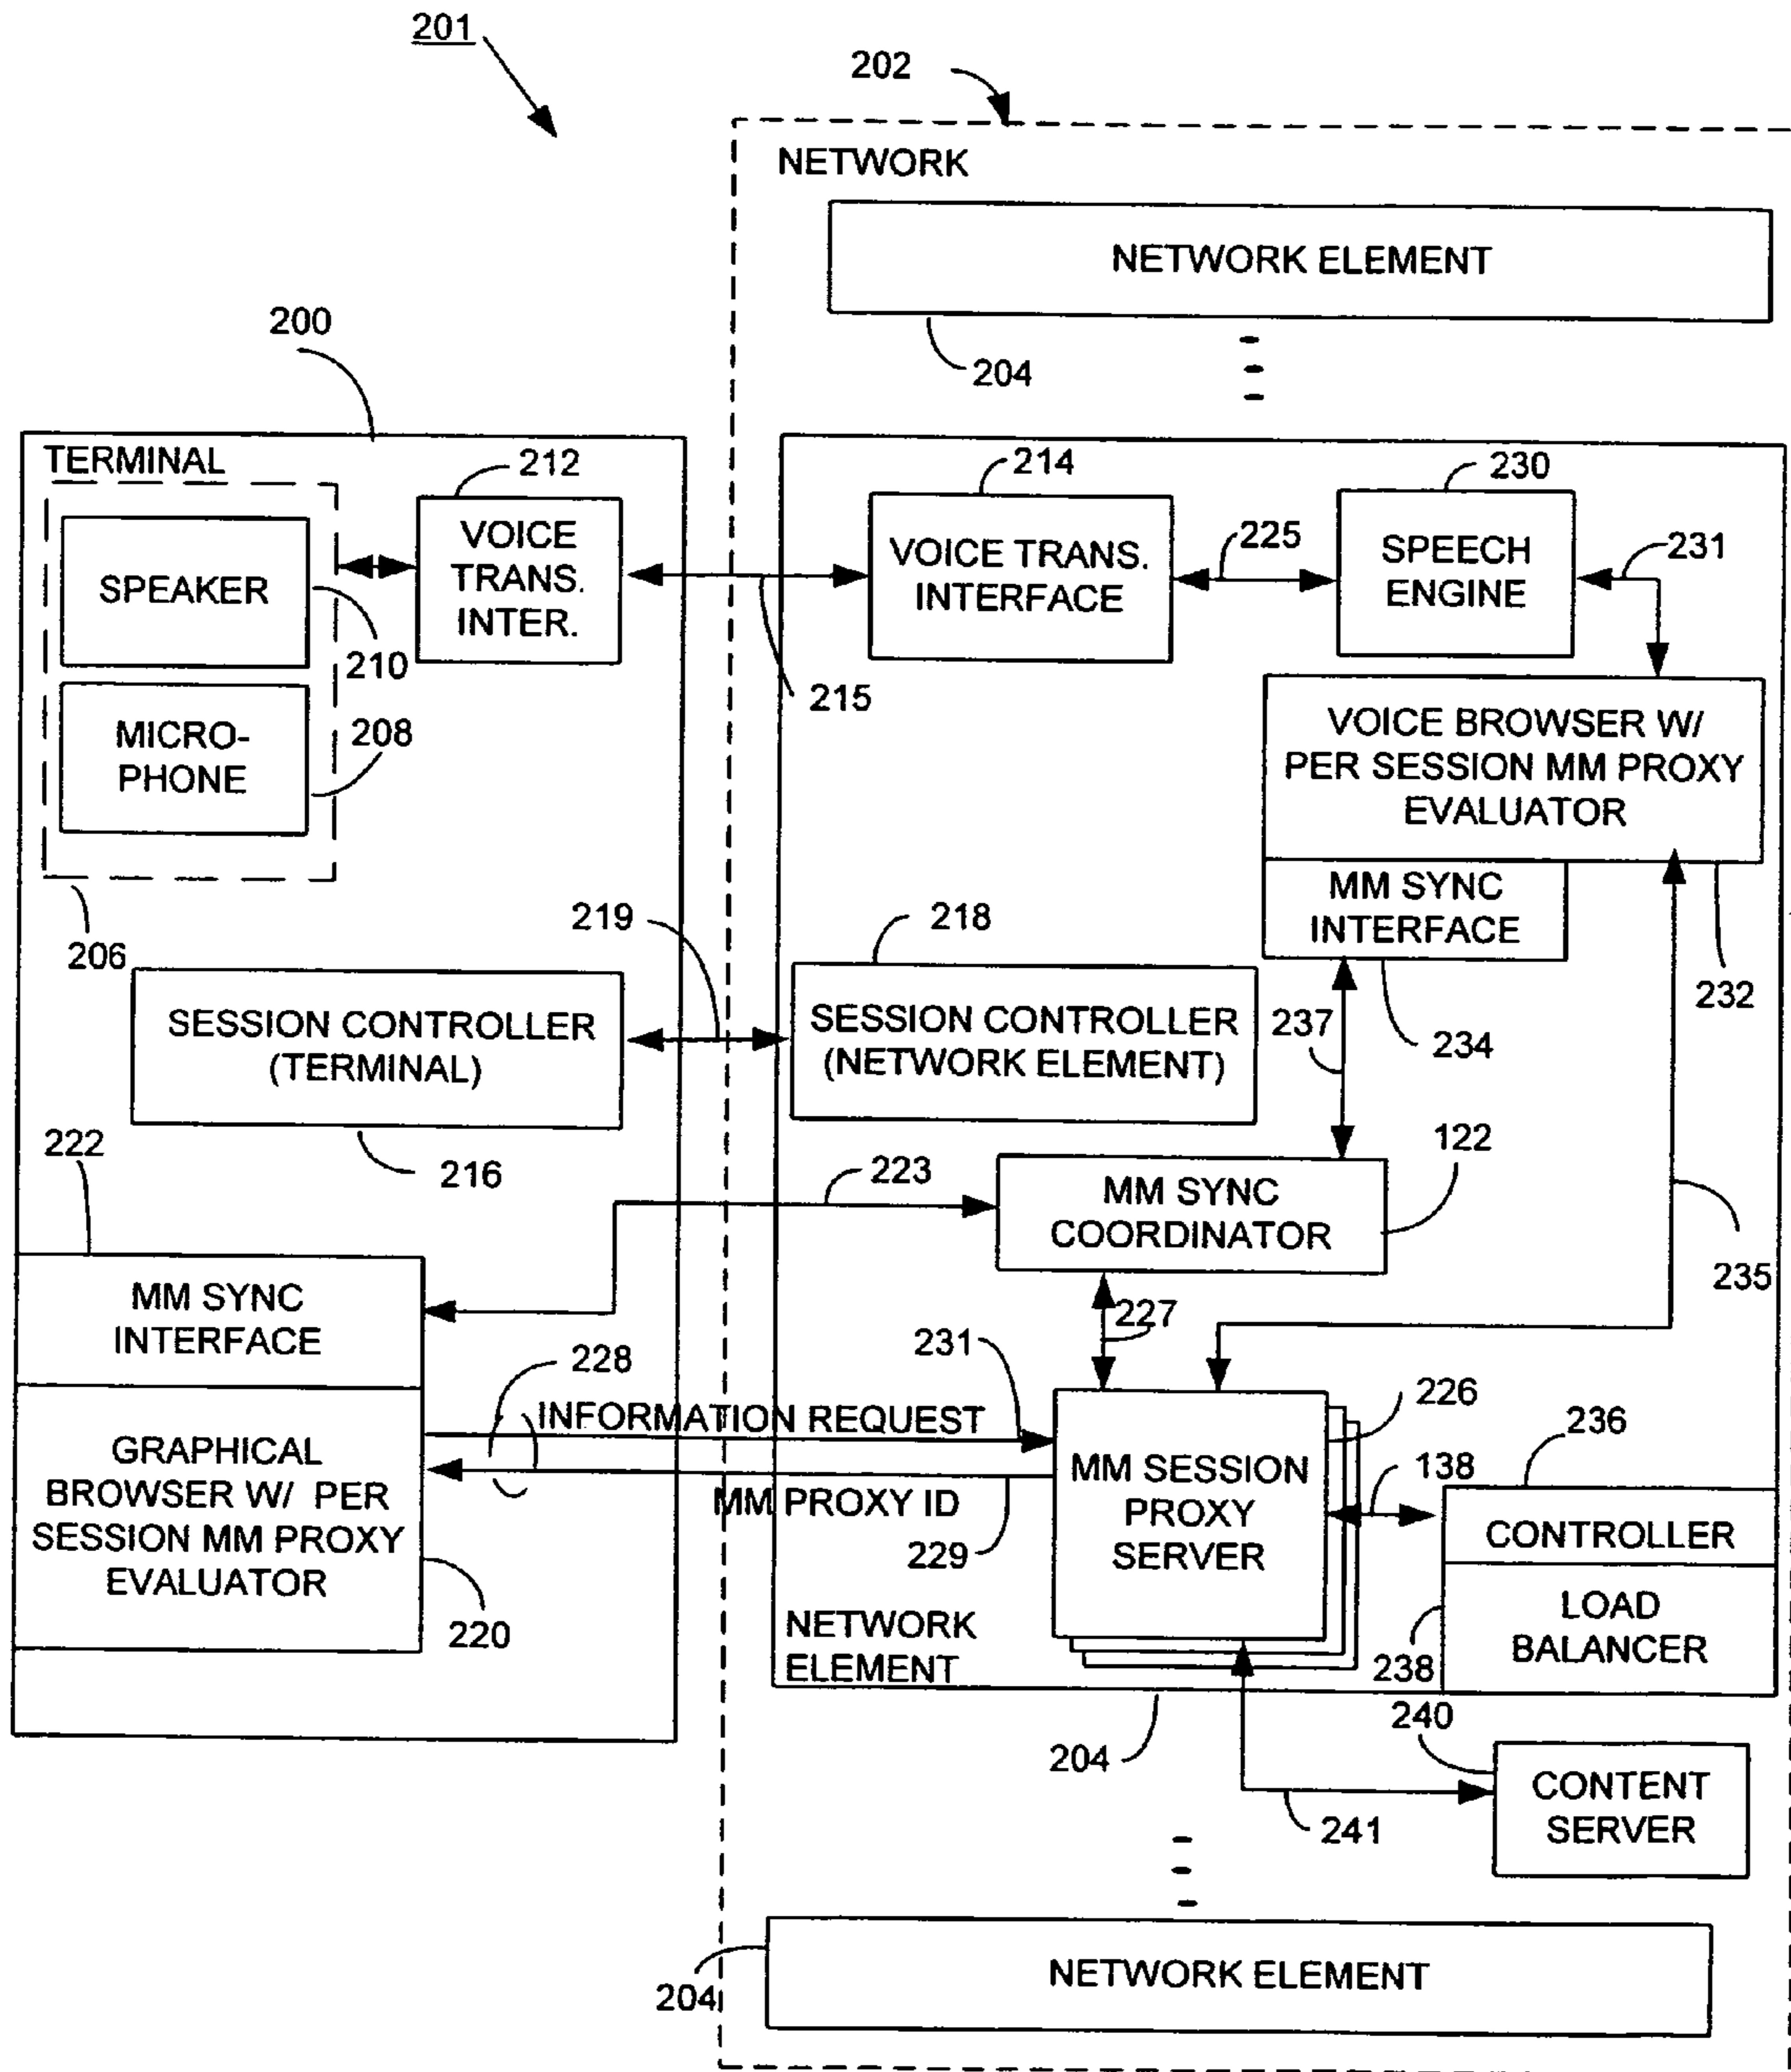 201
202
NETWORK
NETWORK ELEMENT
204
200
TERMINAL
212
214
230
SPEAKER
VOICE
TRANS.
INTER.
VOICE TRANS.
INTERFACE
225
SPEECH
ENGINE
231
210
215
MICRO-
PHONE
208
VOICE BROWSER W/
PER SESSION MM PROXY
EVALUATOR
MM SYNC
INTERFACE
232
206
219
218
234
237
SESSION CONTROLLER
(TERMINAL)
SESSION CONTROLLER
(NETWORK ELEMENT)
216
222
223
122
MM SYNC
COORDINATOR
235
MM SYNC
INTERFACE
227
228
231
INFORMATION REQUEST
226
236
GRAPHICAL
BROWSER W/ PER
SESSION MM PROXY
EVALUATOR
MM PROXY ID
229
MM SESSION
PROXY
SERVER
138
CONTROLLER
LOAD
BALANCER
220
NETWORK
ELEMENT
238
204
240
CONTENT
SERVER
241
204
NETWORK ELEMENT